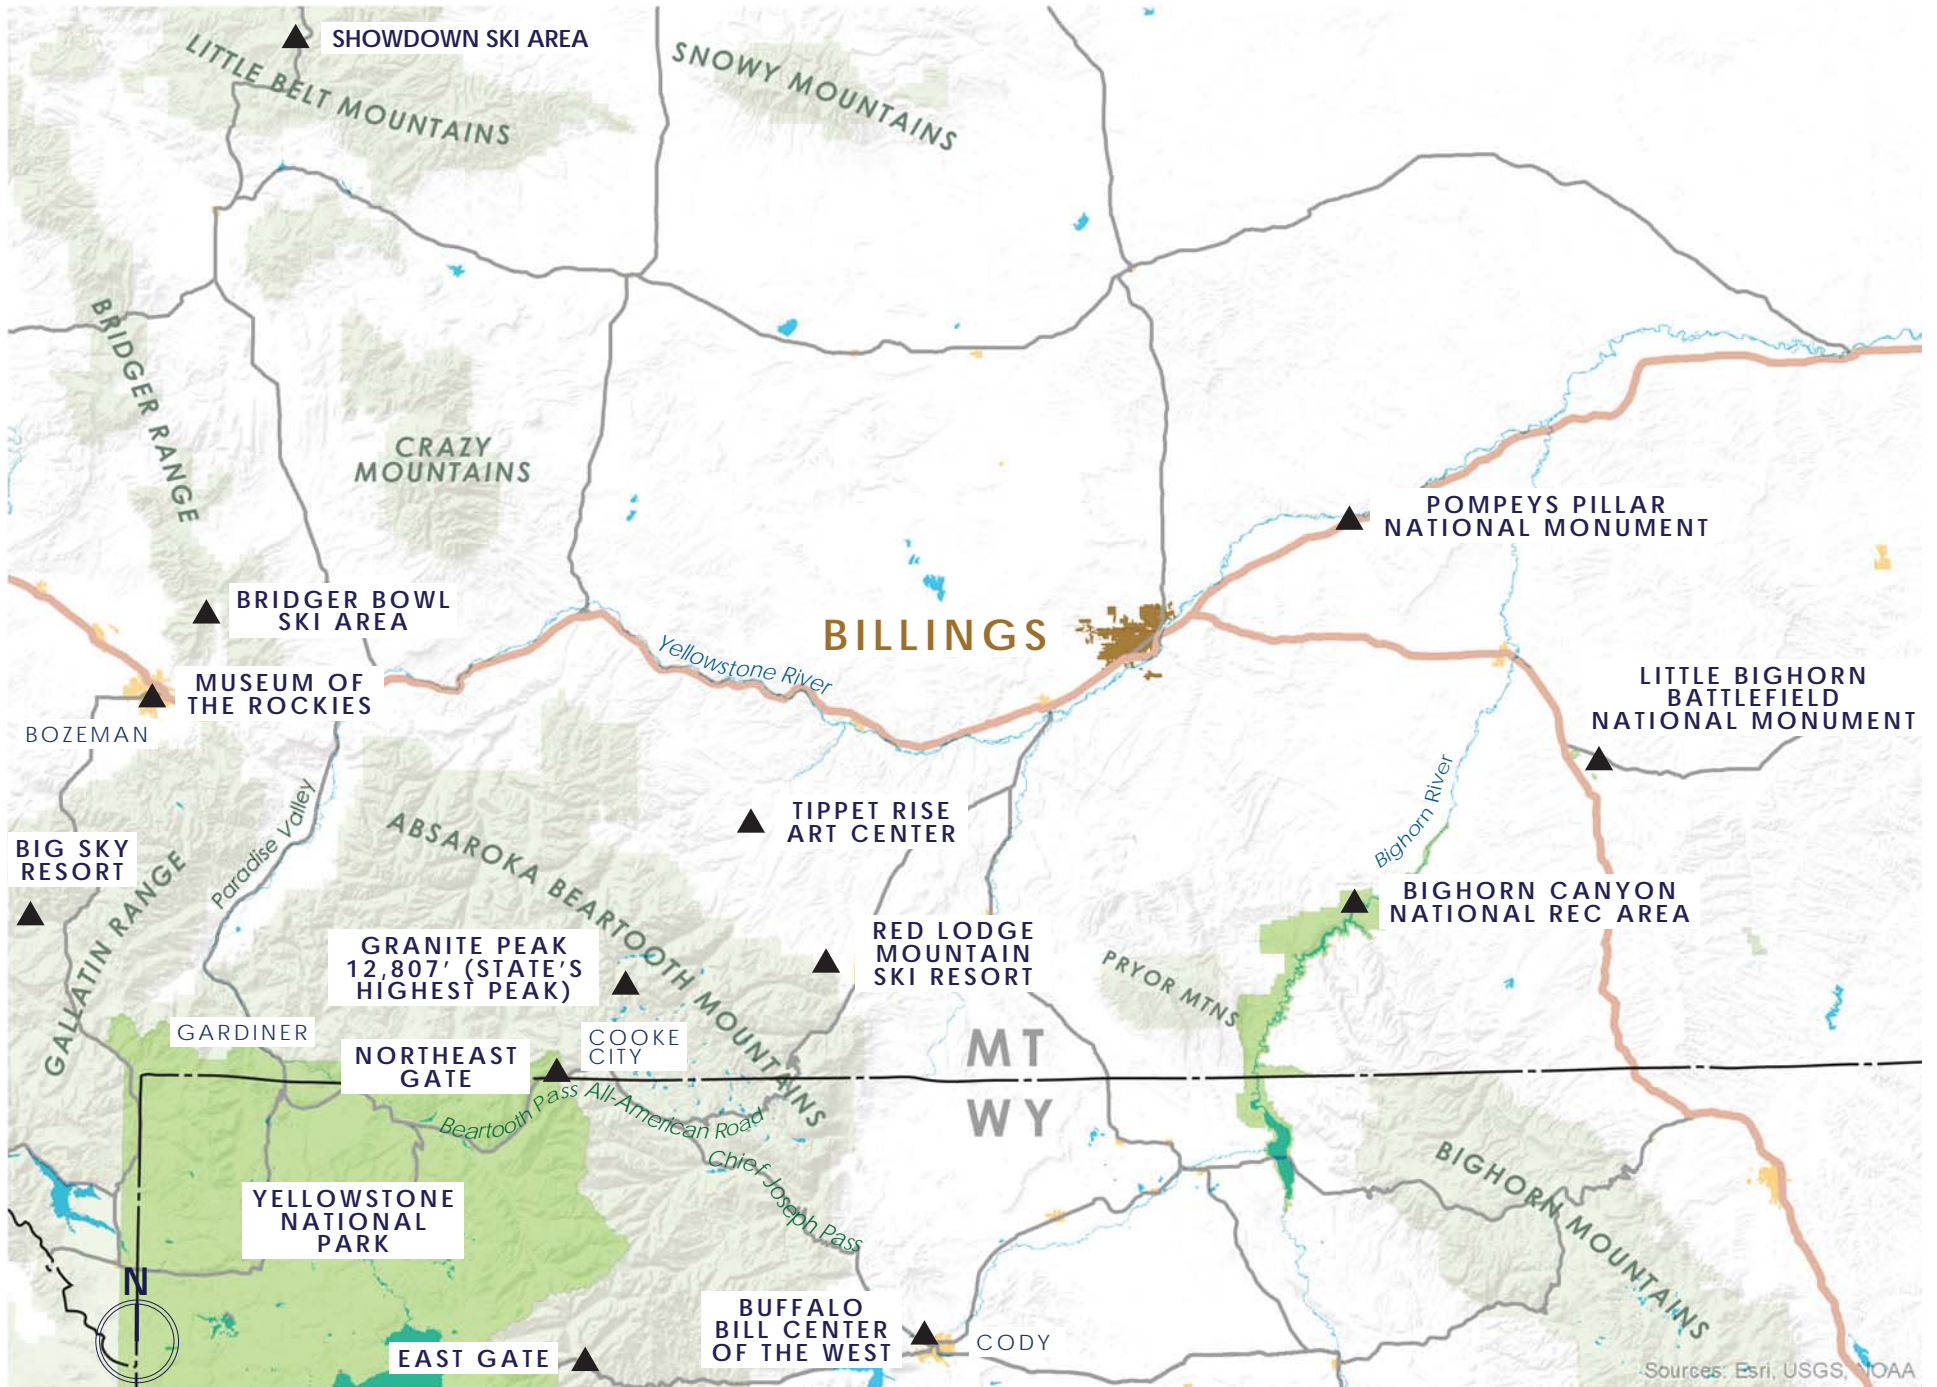 SHOWDOWN SKI AREA
LITTLE BELT MOUNTAINS
SNOWY MOUNTAINS
BRIDGER RANGE
CRAZY
MOUNTAINS
POMPEYS PILLAR
NATIONAL MONUMENT
BRIDGER BOWL
SKI AREA
BILLINGS
Yellowstone River
MUSEUM OF
THE ROCKIES
BOZEMAN
LITTLE BIGHORN
BATTLEFIELD
NATIONAL MONUMENT
Paradise Valley
TIPPET RISE
ART CENTER
Bighorn River
BIG SKY
RESORT
GALLATIN RANGE
ABSAROKA BEARTOOTH MOUNTAINS
BIGHORN CANYON
NATIONAL REC AREA
GRANITE PEAK
12,807’ (STATE’S
HIGHEST PEAK)
RED LODGE
MOUNTAIN
SKI RESORT
PRYOR MTNS
GARDINER
COOKE
CITY
NORTHEAST
GATE
MT
WY
Beartooth Pass All-American Road
Chief Joseph Pass
BIGHORN MOUNTAINS
YELLOWSTONE
NATIONAL
PARK
N
BUFFALO
BILL CENTER
OF THE WEST
CODY
EAST GATE
Sources: Esri, USGS, NOAA